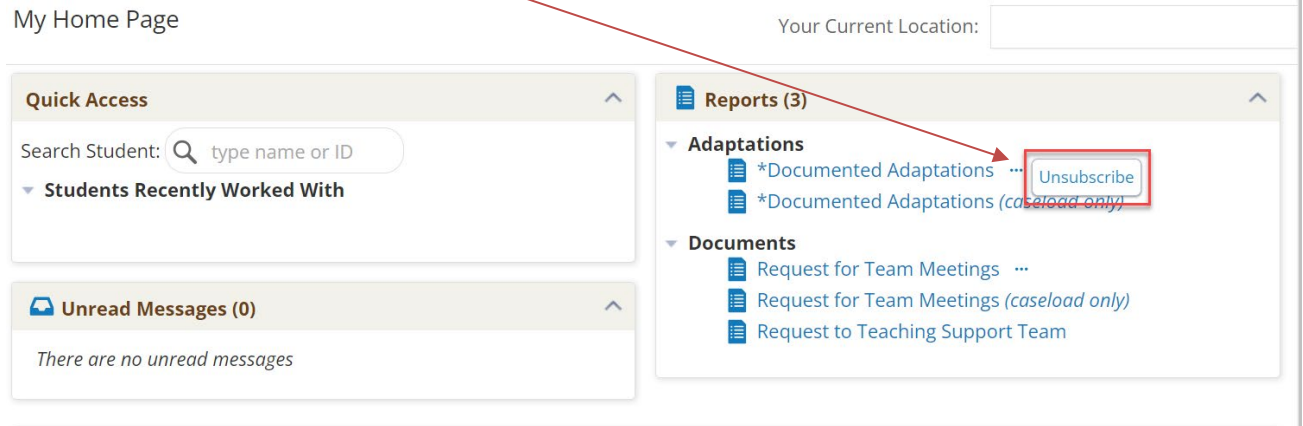 My Home Page
Your Current Location:
Quick Access
Search Student: type name or ID
Students Recently Worked With
Unread Messages (0)
There are no unread messages
Reports (3)
Adaptations
*Documented Adaptations ... Unsubscribe
*Documented Adaptations (caseload only)
Documents
Request for Team Meetings ...
Request for Team Meetings (caseload only)
Request to Teaching Support Team